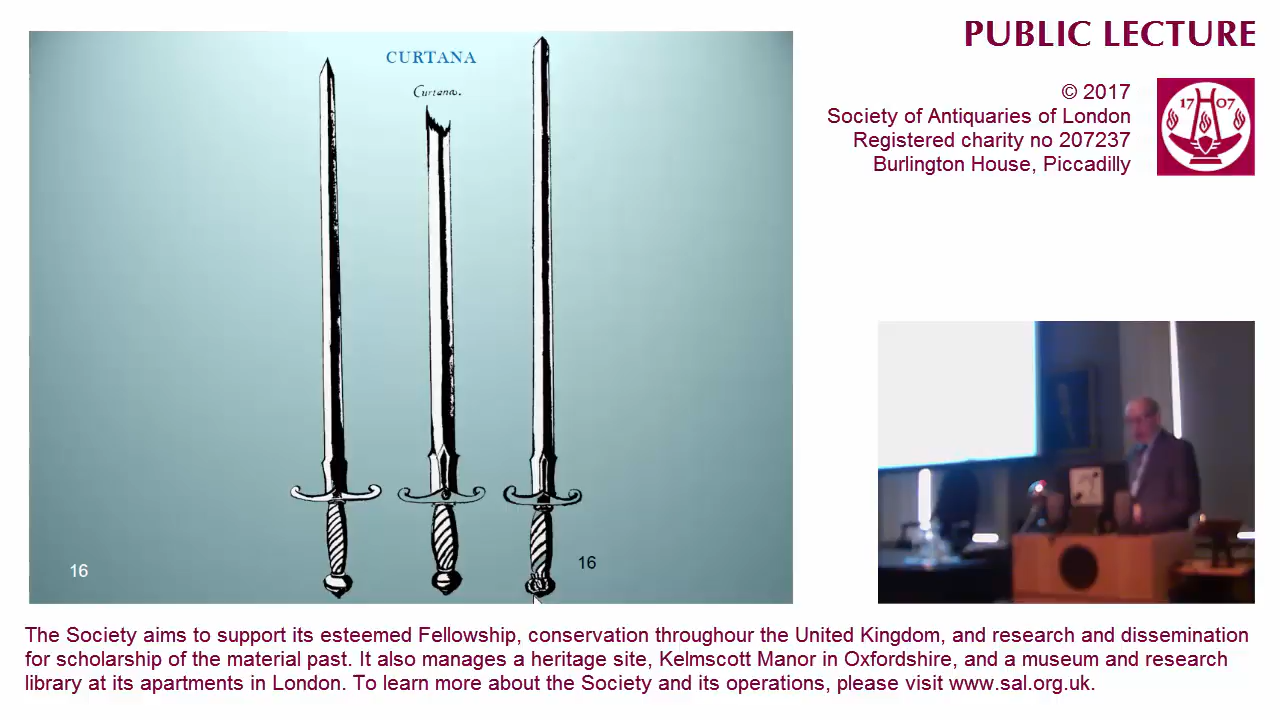 CURTANA
Curtana.
16
16
PUBLIC LECTURE
© 2017
Society of Antiquaries of London
Registered charity no 207237
Burlington House, Piccadilly
17 07
The Society aims to support its esteemed Fellowship, conservation throughour the United Kingdom, and research and dissemination
for scholarship of the material past. It also manages a heritage site, Kelmscott Manor in Oxfordshire, and a museum and research
library at its apartments in London. To learn more about the Society and its operations, please visit www.sal.org.uk.